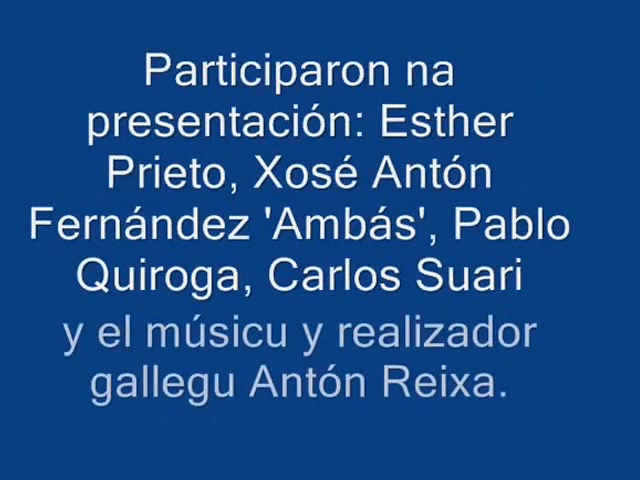 Participaron na
presentación: Esther
Prieto, Xosé Antón
Fernández 'Ambás', Pablo
Quiroga, Carlos Suari
y el músicu y realizador
gallegu Antón Reixa.